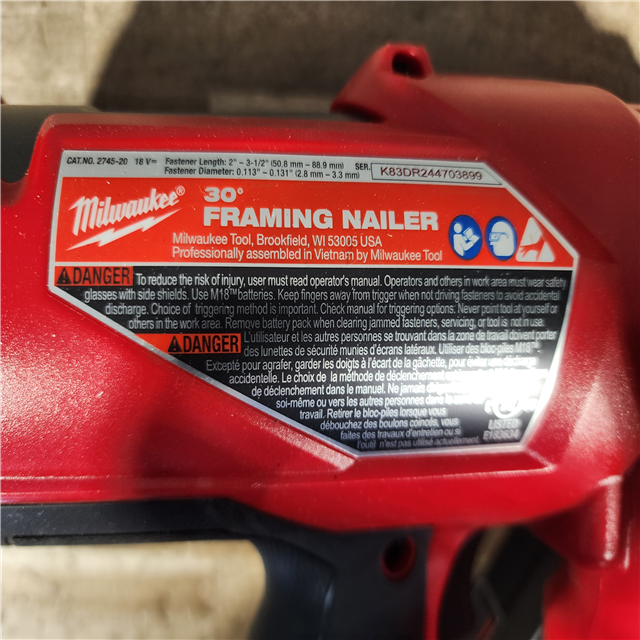 CAT.NO. 2745-20 18 V⎓ Fastener Length: 2" – 3-1/2" (50.8 mm – 88.9 mm)
Fastener Diameter: 0.113" – 0.131" (2.8 mm – 3.3 mm)
SER. K83DR244703899
Milwaukee®
30°
FRAMING NAILER
Milwaukee Tool, Brookfield, WI 53005 USA
Professionally assembled in Vietnam by Milwaukee Tool
DANGER To reduce the risk of injury, user must read operator's manual. Operators and others in work area must wear safety
glasses with side shields. Use M18™ batteries. Keep fingers away from trigger when not driving fasteners to avoid accidental
discharge. Choice of triggering method is important. Check manual for triggering options. Never point tool at yourself or
others in the work area. Remove battery pack when clearing jammed fasteners, servicing, or tool is not in use.
DANGER L'utilisateur et les autres personnes se trouvant dans la zone de travail doivent porter
des lunettes de sécurité munies d'écrans latéraux. Utiliser des bloc-piles M18™.
Excepté pour agrafer, garder les doigts à l'écart de la gâchette, pour éviter
accidentelle. Le choix de la méthode de déclenchement
de déclenchement dans le manuel. Ne jamais
soi-même ou vers les autres personnes dans
travail. Retirer le bloc-piles lorsque vous
débouchez des boulons coincés, vous
faites des travaux d'entretien ou
l'outil n'est pas utilisé actuellement.
LISTED